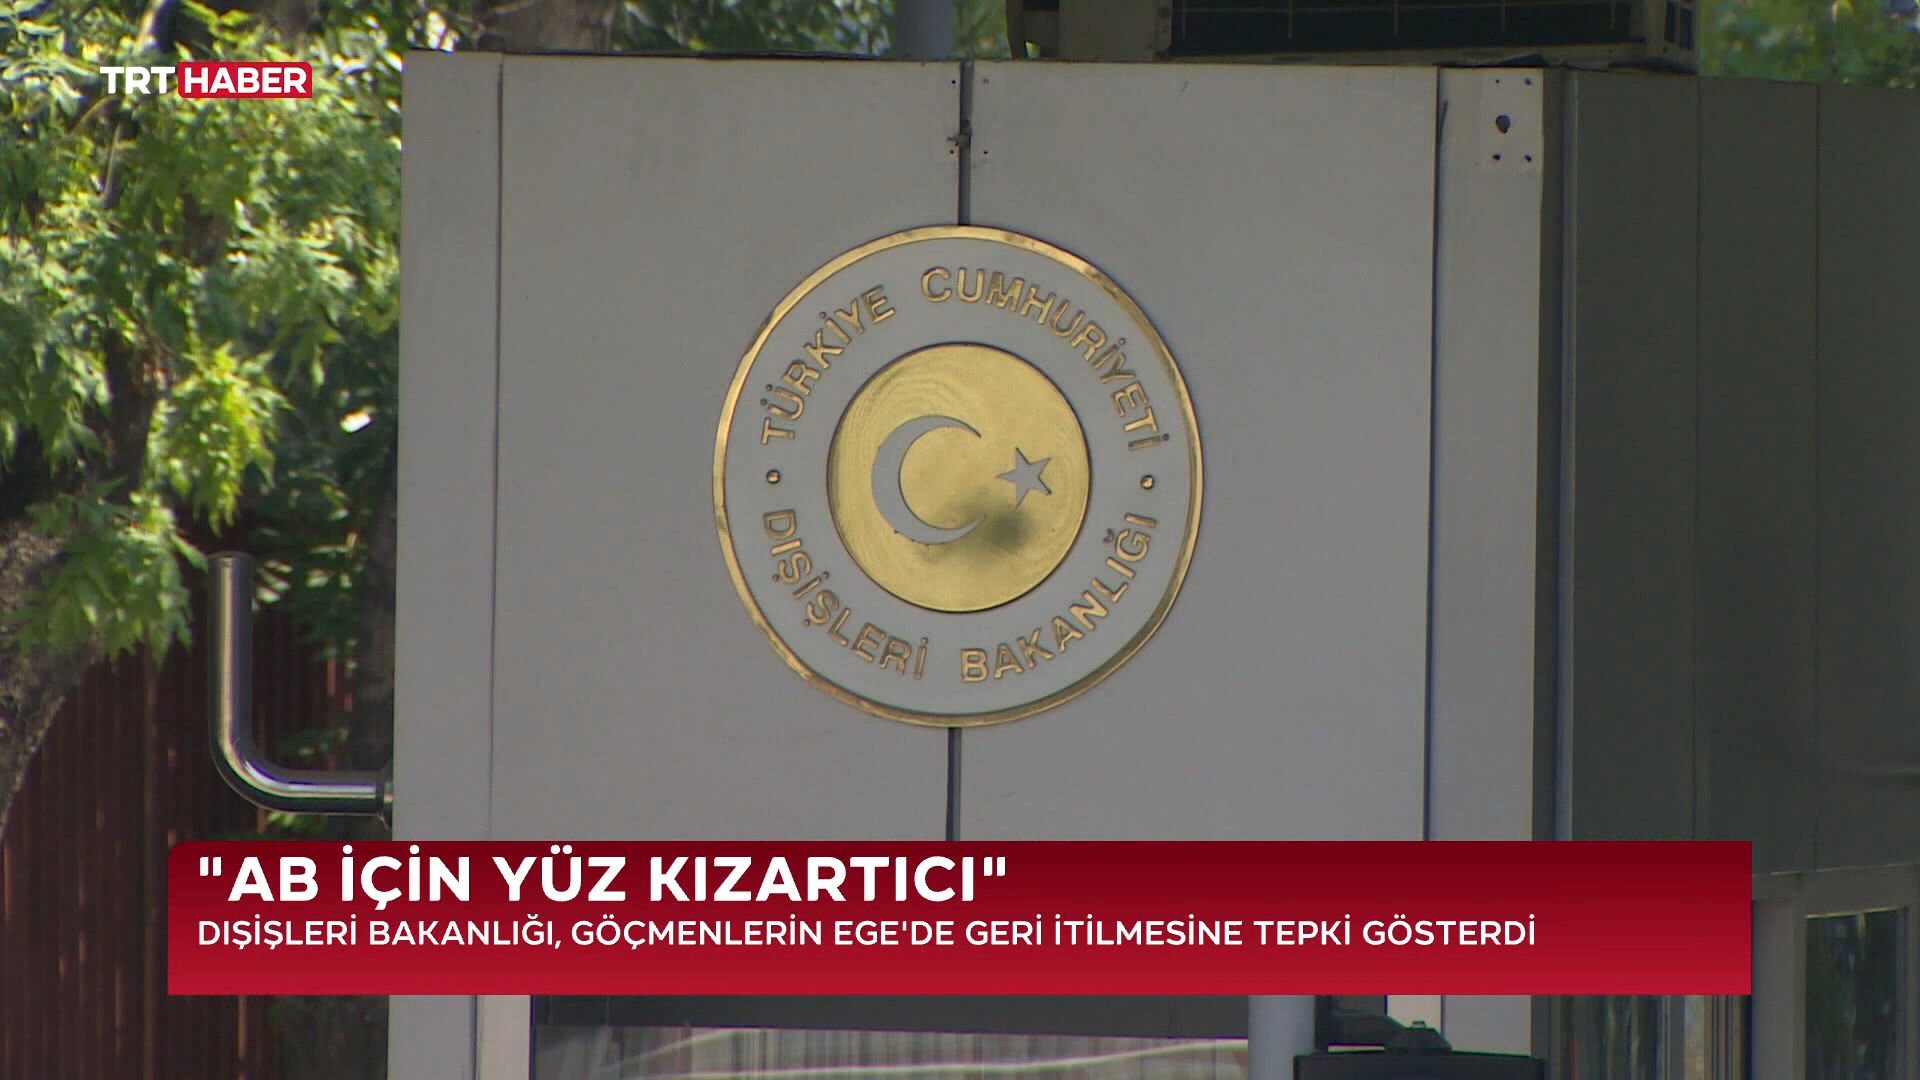 TRT HABER
TÜRKİYE CUMHURİYETİ
DIŞİŞLERİ BAKANLIĞI
"AB İÇİN YÜZ KIZARTICI"
DIŞİŞLERİ BAKANLIĞI, GÖÇMENLERİN EGE'DE GERİ İTİLMESİNE TEPKİ GÖSTERDİ